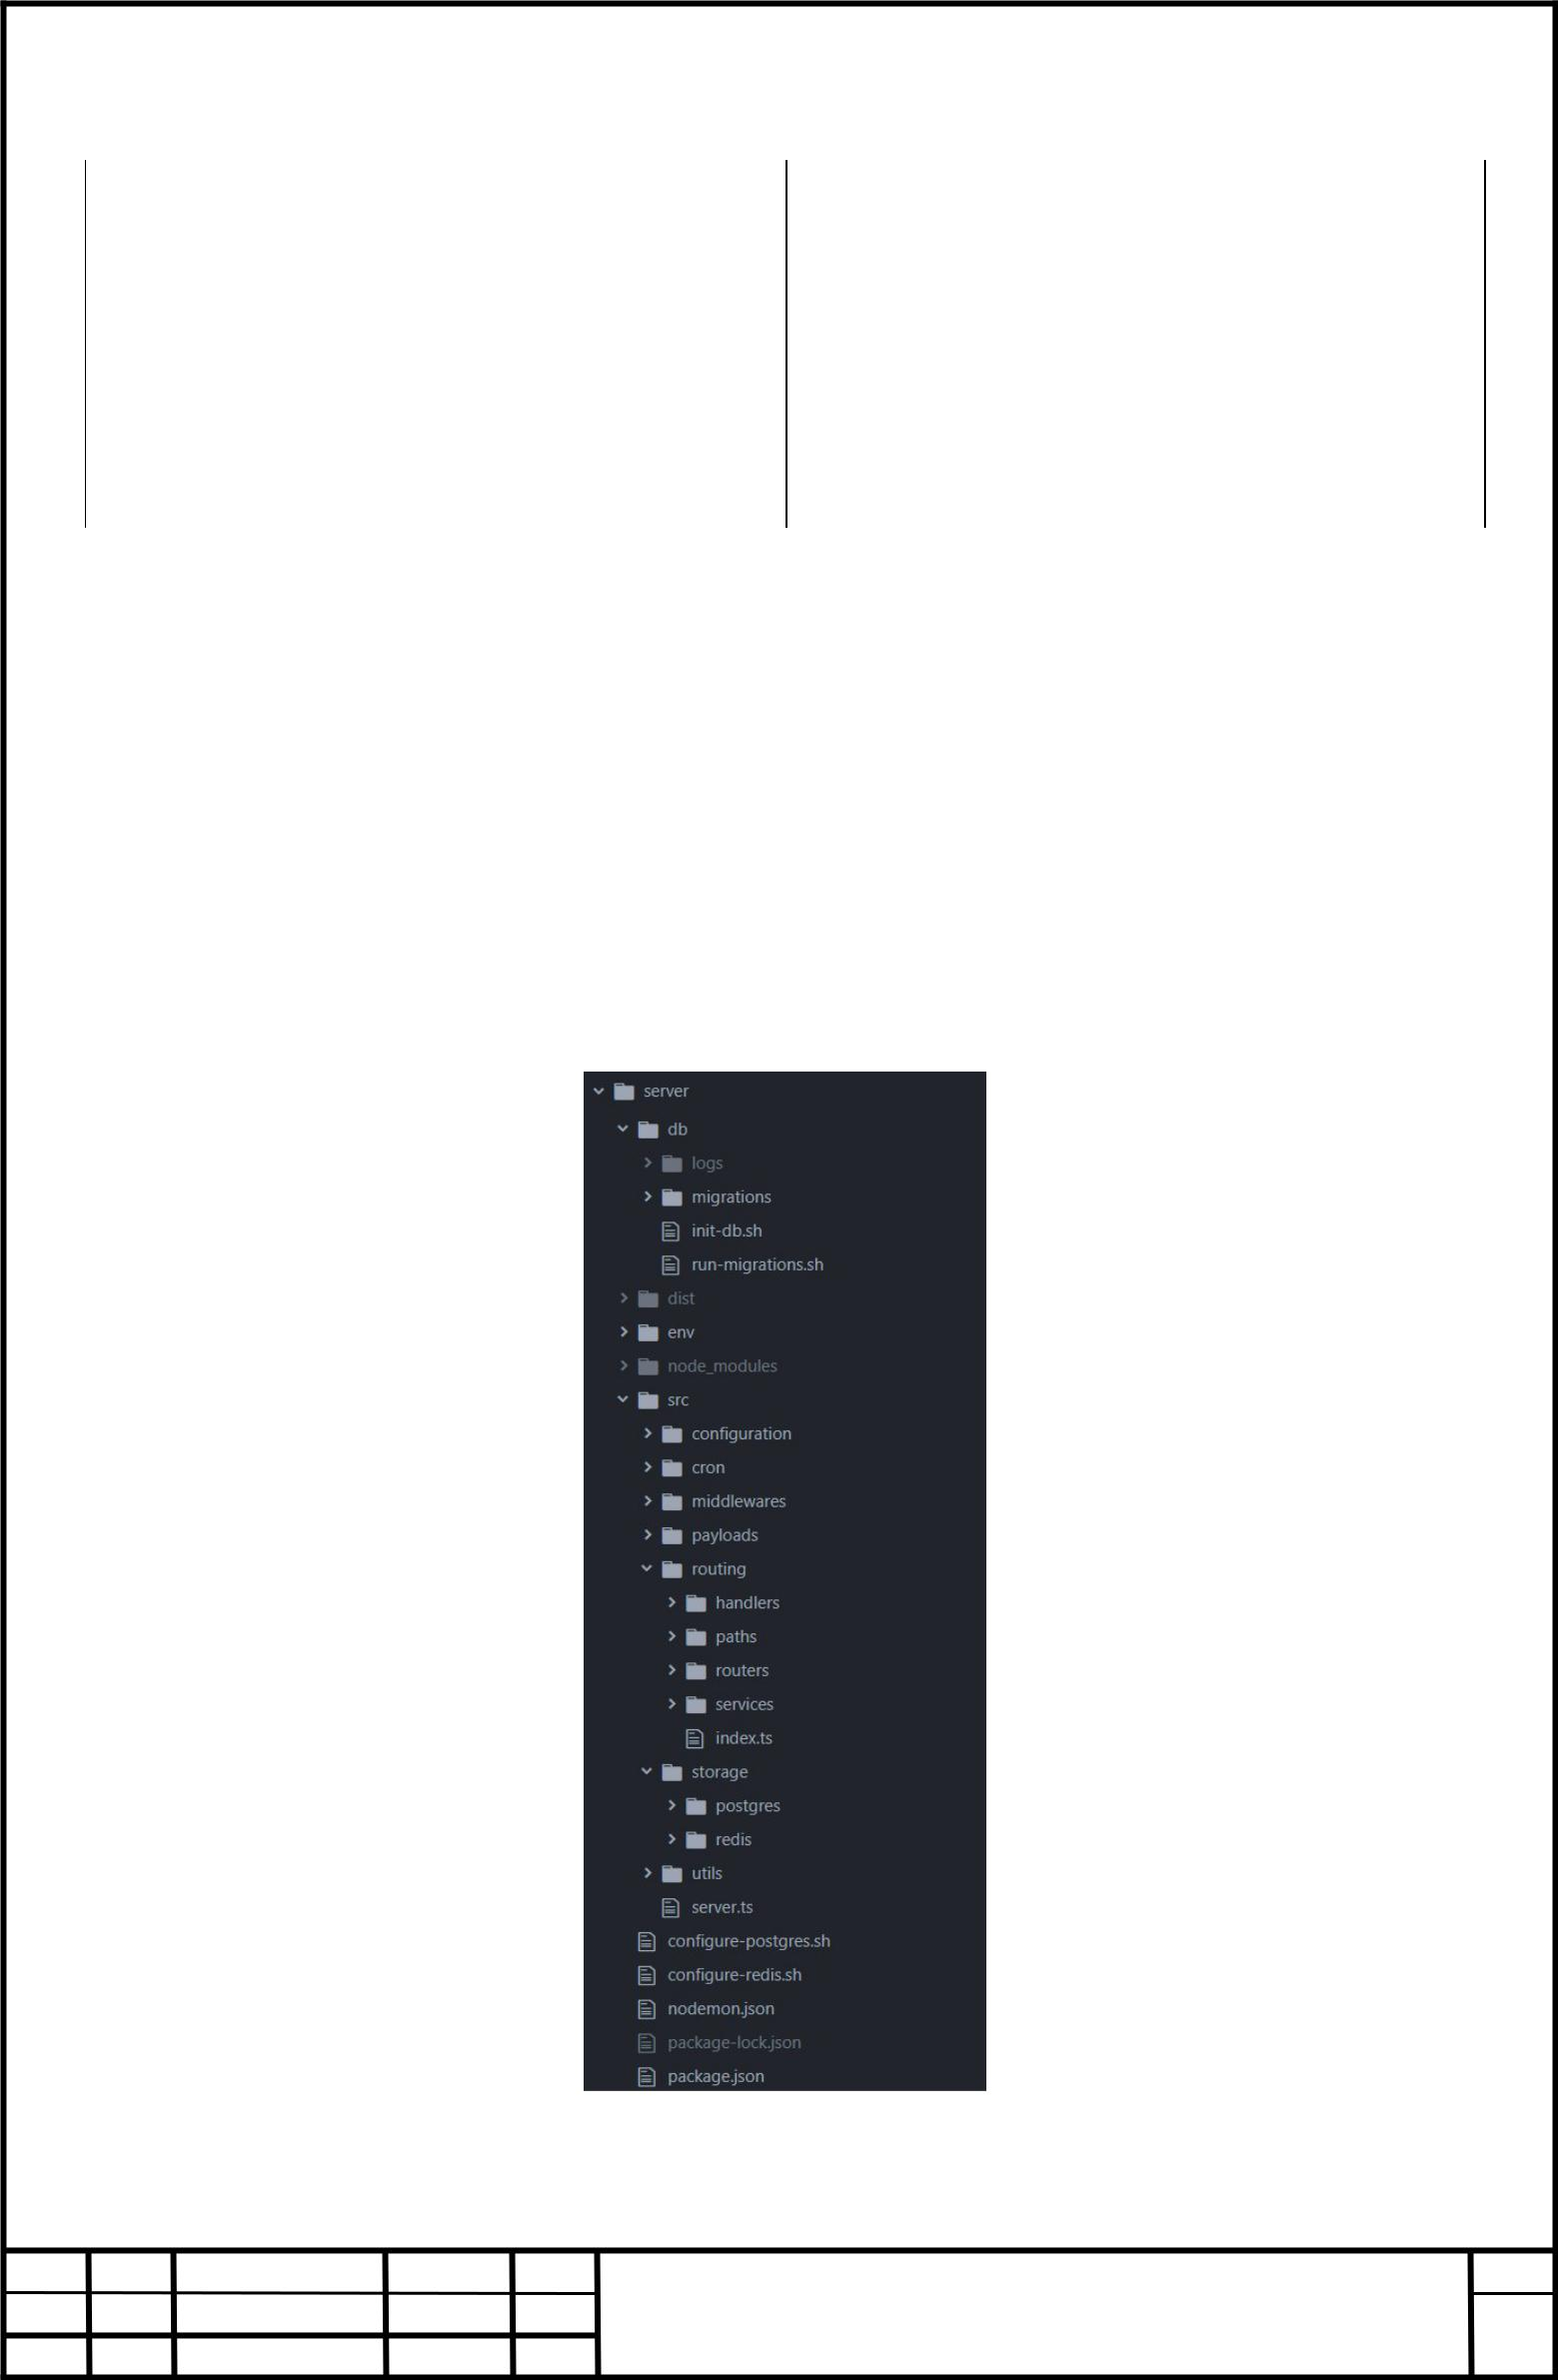 server
db
logs
migrations
init-db.sh
run-migrations.sh
dist
env
node_modules
src
configuration
cron
middlewares
payloads
routing
handlers
paths
routers
services
index.ts
storage
postgres
redis
utils
server.ts
configure-postgres.sh
configure-redis.sh
nodemon.json
package-lock.json
package.json